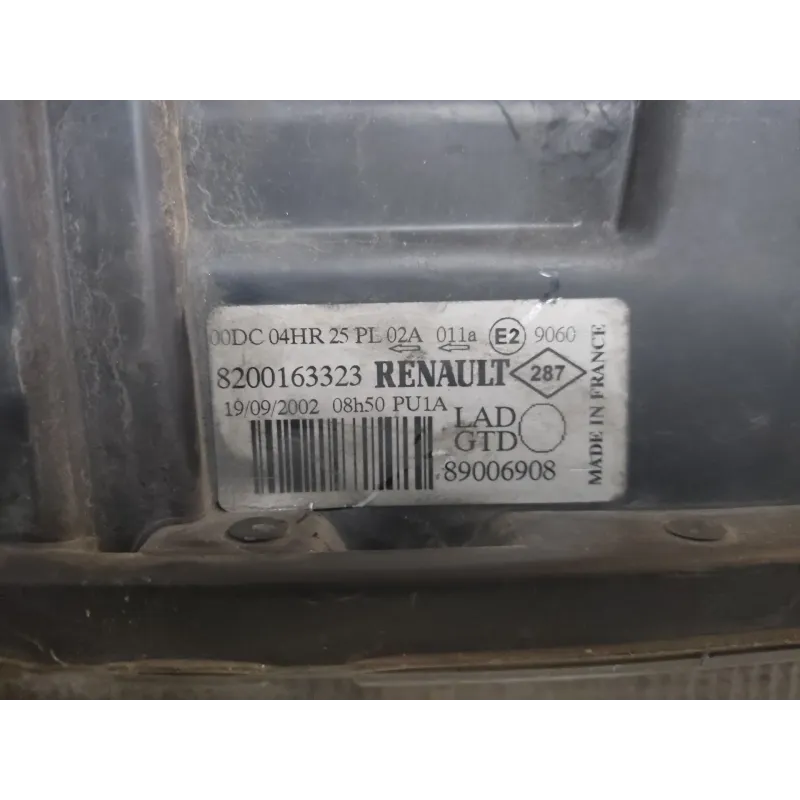 00DC 04HR 25 PL 02A 011a E2 9060
8200163323 RENAULT 287
19/09/2002 08h50 PU1A
LAD
GTD
89006908
MADE IN FRANCE